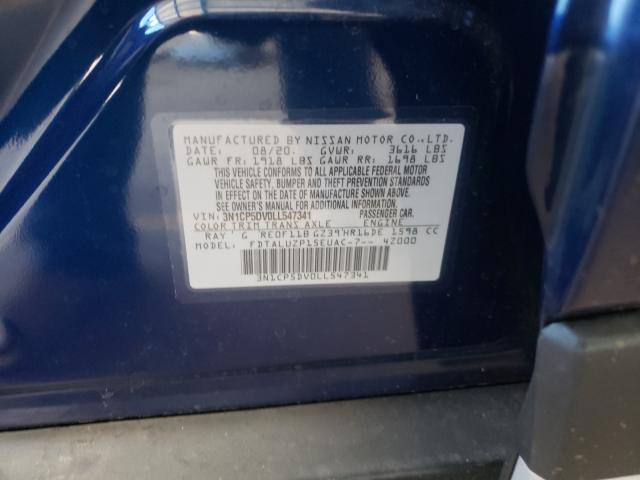 MANUFACTURED BY NISSAN MOTOR CO.,LTD.
DATE: 08/20. GVWR: 3616 LBS
GAWR FR: 1918 LBS GAWR RR: 1698 LBS
THIS VEHICLE CONFORMS TO ALL APPLICABLE FEDERAL MOTOR
VEHICLE SAFETY, BUMPER AND THEFT PREVENTION STANDARDS
IN EFFECT ON THE DATE OF MANUFACTURE SHOWN ABOVE.
SEE OWNER'S MANUAL FOR ADDITIONAL INFORMATION.
VIN: 3N1CP5DV0LL547341 PASSENGER CAR.
COLOR TRIM TRANS AXLE ENGINE
RAY G RE0F11B GZ39 HR16DE 1598 CC
MODEL: FDTALUZP15EUAC-7-- 4Z000
3N1CP5DV0LL547341